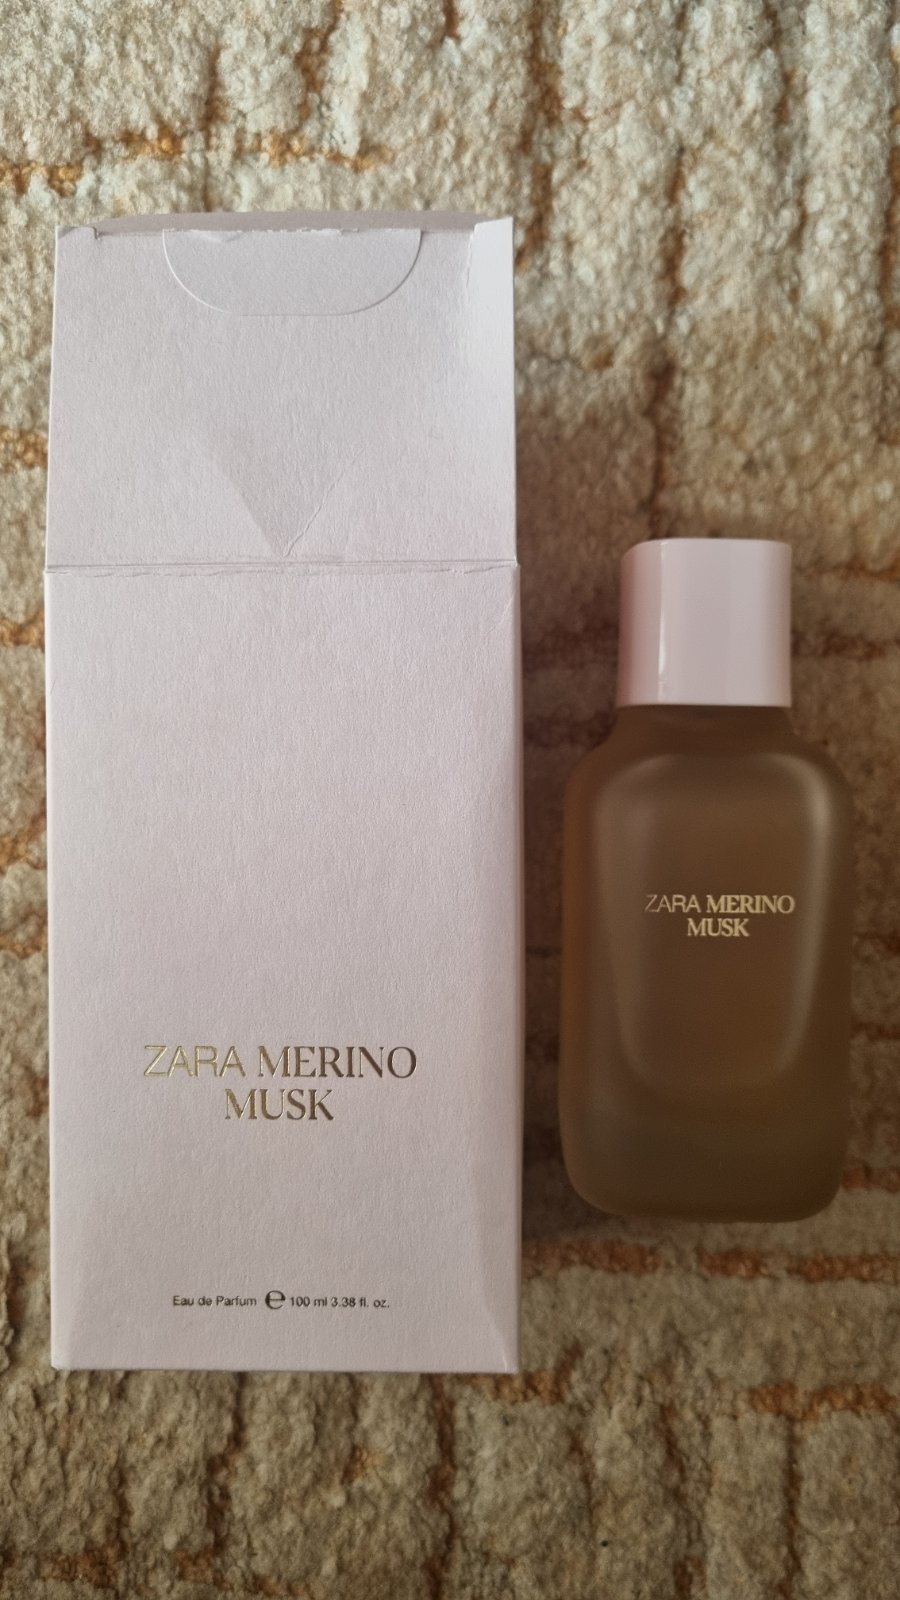 ZARA MERINO
MUSK
Eau de Parfum ℮ 100 ml 3.38 fl. oz.
ZARA MERINO
MUSK